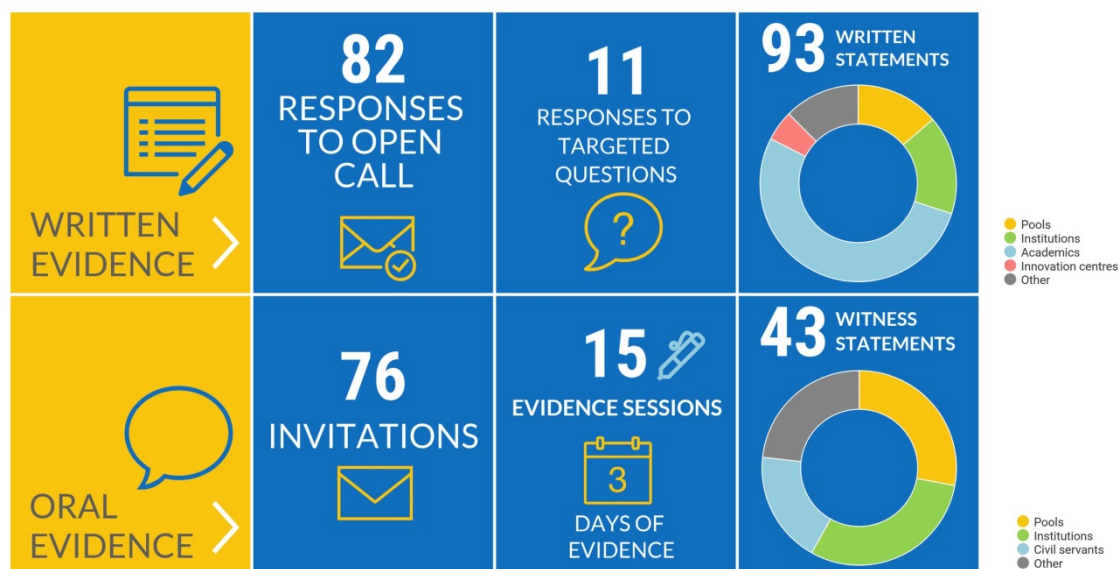 WRITTEN
EVIDENCE
82
RESPONSES
TO OPEN
CALL
11
RESPONSES TO
TARGETED
QUESTIONS
?
93 WRITTEN
STATEMENTS
Pools
Institutions
Academics
Innovation centres
Other
ORAL
EVIDENCE
76
INVITATIONS
15
EVIDENCE SESSIONS
3
DAYS OF
EVIDENCE
43 WITNESS
STATEMENTS
Pools
Institutions
Civil servants
Other